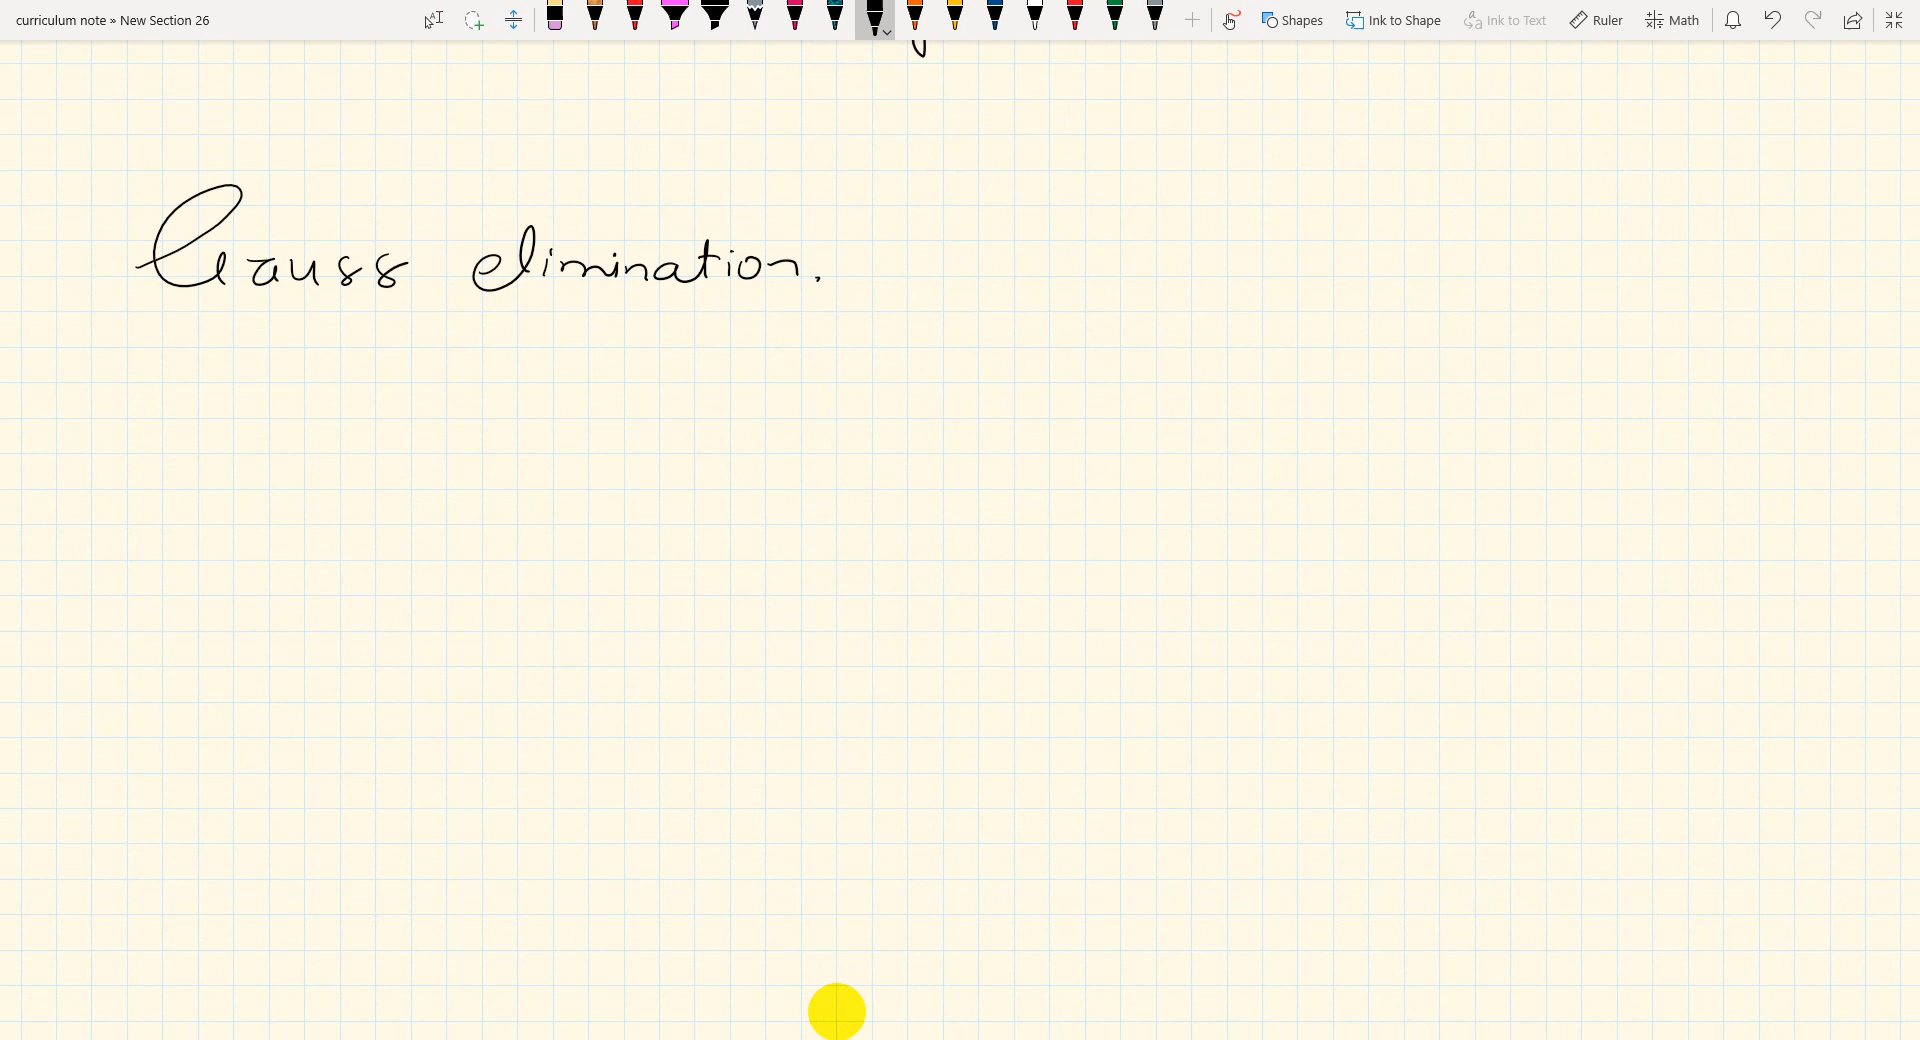 curriculum note » New Section 26 Shapes Ink to Shape Ink to Text Ruler Math
Gauss elimination.